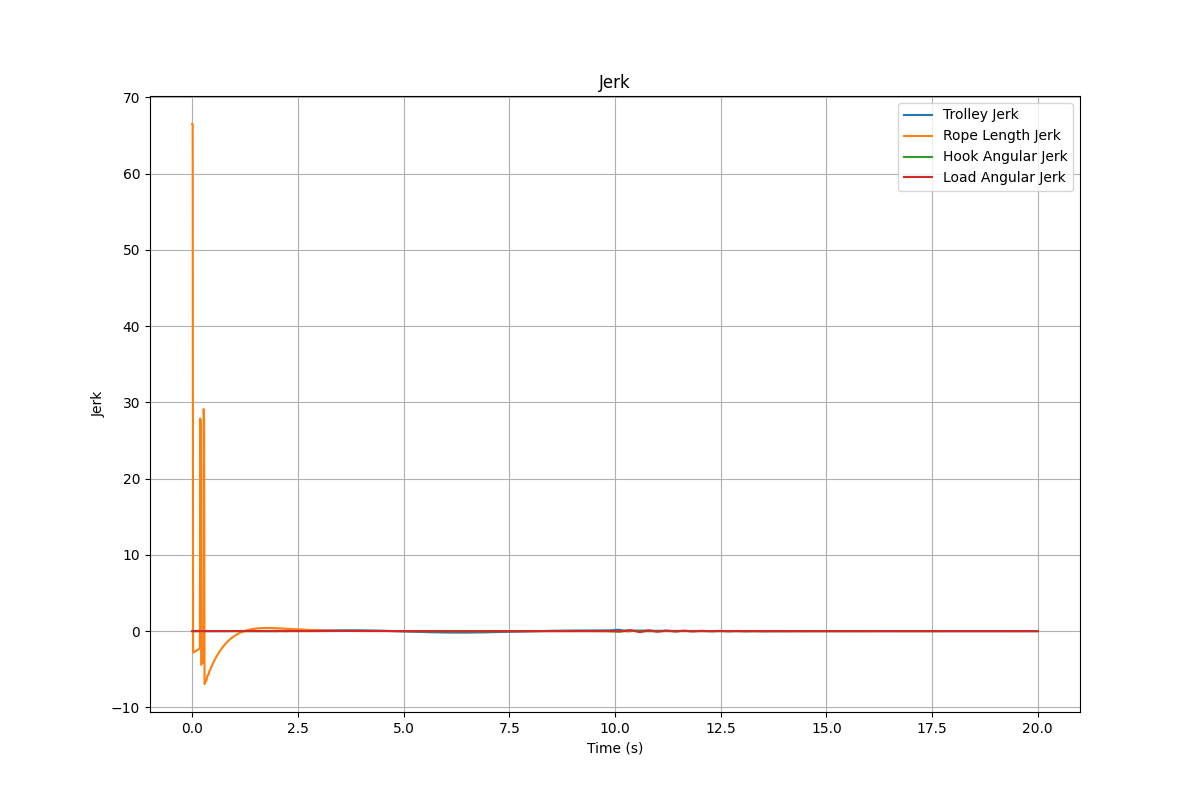 Jerk
70
60
50
40
30
20
10
0
−10
Jerk
Trolley Jerk
Rope Length Jerk
Hook Angular Jerk
Load Angular Jerk
0.0 2.5 5.0 7.5 10.0 12.5 15.0 17.5 20.0
Time (s)